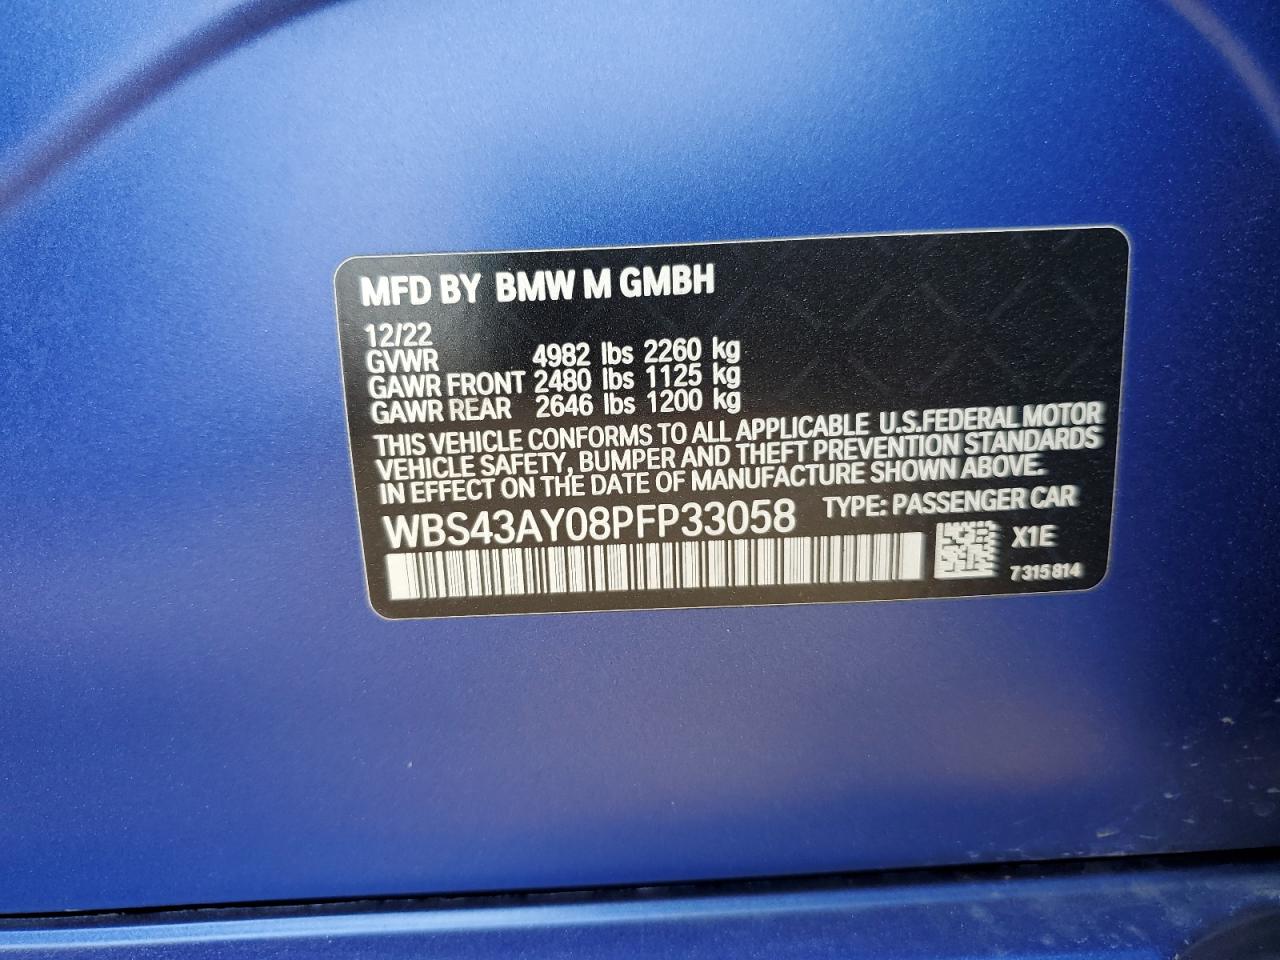 MFD BY BMW M GMBH
12/22
GVWR 4982 lbs 2260 kg
GAWR FRONT 2480 lbs 1125 kg
GAWR REAR 2646 lbs 1200 kg
THIS VEHICLE CONFORMS TO ALL APPLICABLE U.S.FEDERAL MOTOR
VEHICLE SAFETY, BUMPER AND THEFT PREVENTION STANDARDS
IN EFFECT ON THE DATE OF MANUFACTURE SHOWN ABOVE.
WBS43AY08PFP33058 TYPE: PASSENGER CAR
X1E
7315814